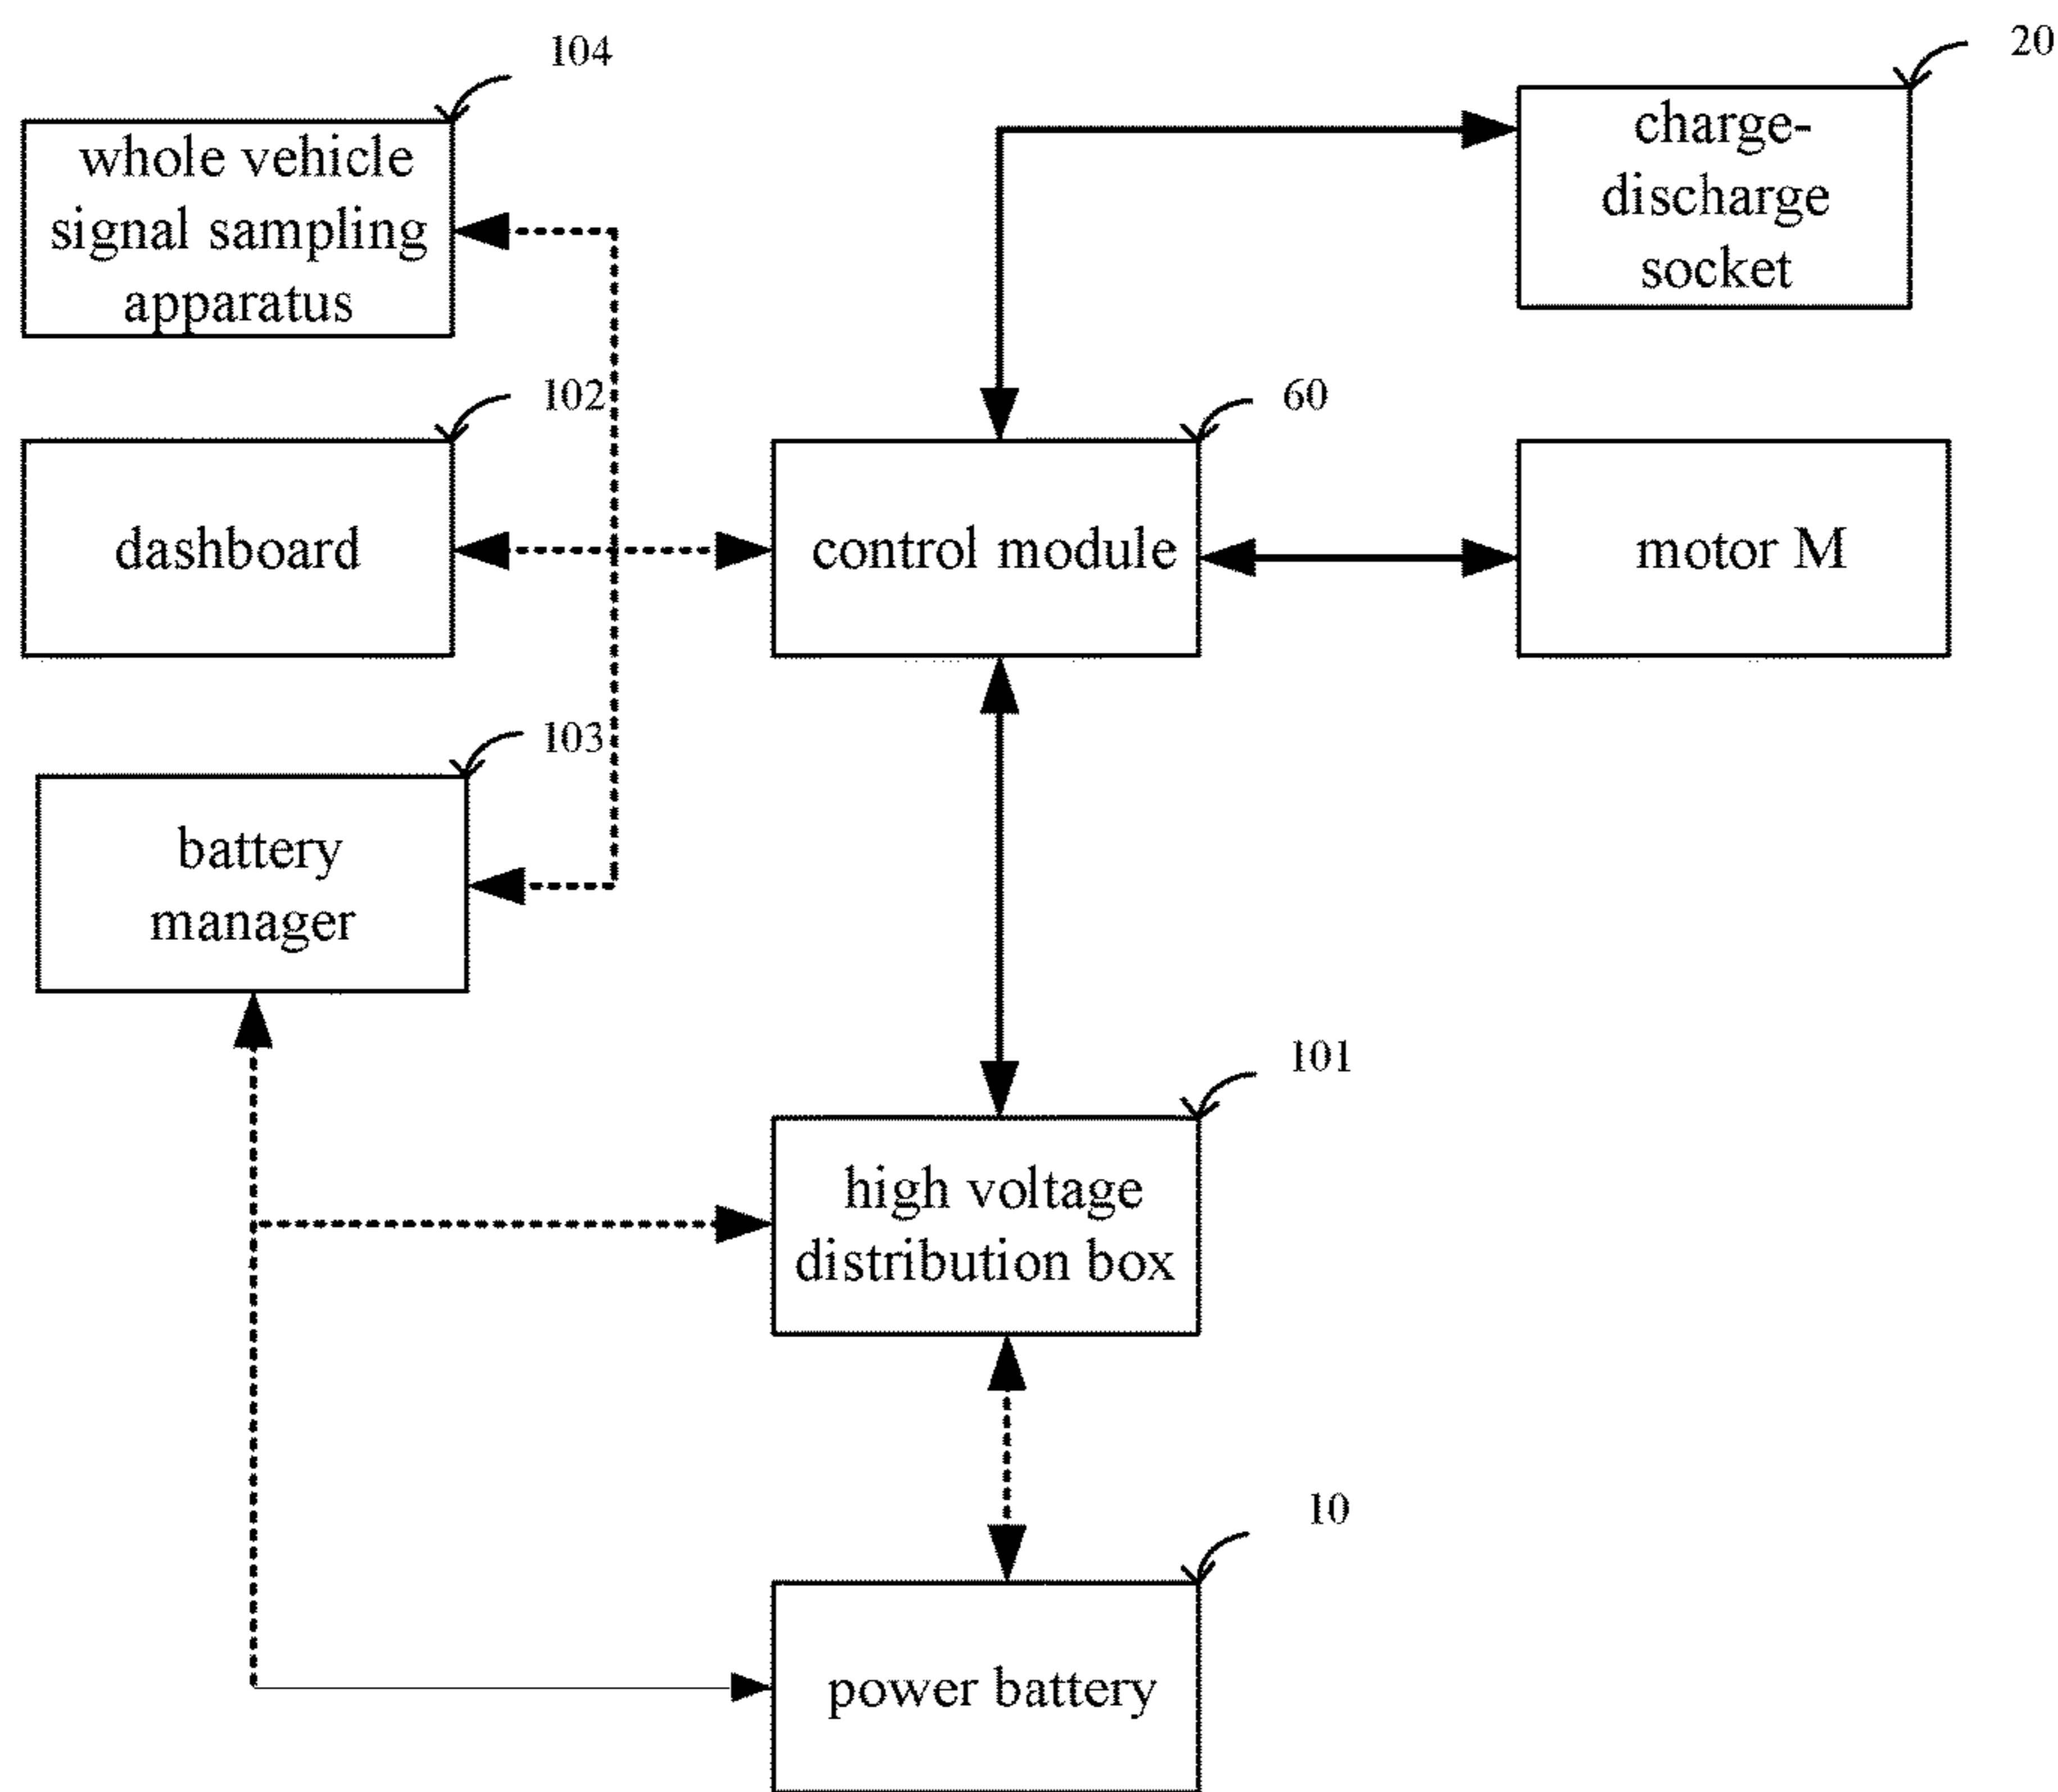 104
20
whole vehicle
signal sampling
apparatus
charge-
discharge
socket
102
60
dashboard
control module
motor M
103
battery
manager
101
high voltage
distribution box
10
power battery